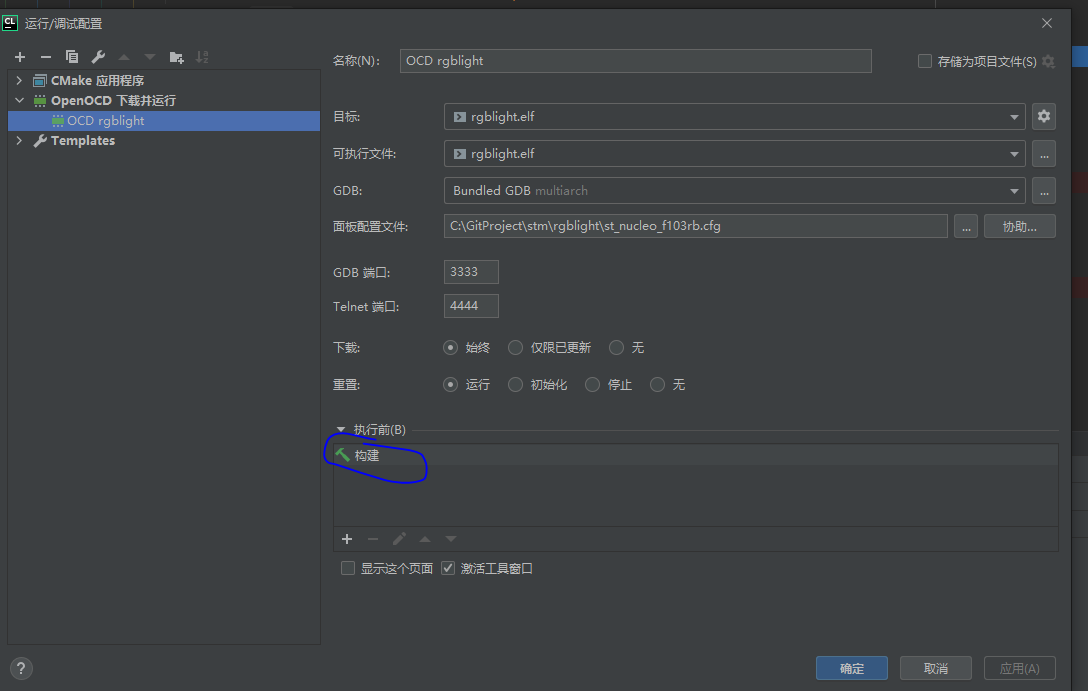 CL 运行/调试配置
CMake 应用程序
OpenOCD 下载并运行
OCD rgblight
Templates
名称(N): OCD rgblight 存储为项目文件(S)
目标: rgblight.elf
可执行文件: rgblight.elf ...
GDB: Bundled GDB multiarch ...
面板配置文件: C:\GitProject\stm\rgblight\st_nucleo_f103rb.cfg ... 协助...
GDB 端口: 3333
Telnet 端口: 4444
下载: 始终 仅限已更新 无
重置: 运行 初始化 停止 无
执行前(B)
构建
显示这个页面 激活工具窗口
? 确定 取消 应用(A)